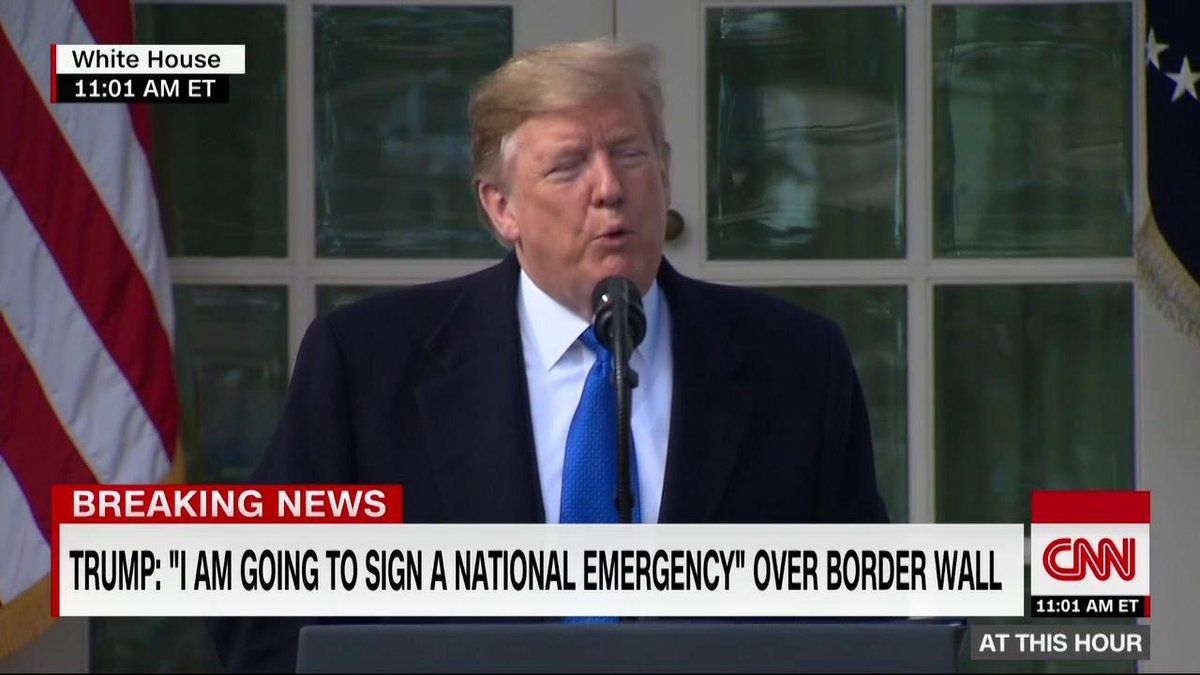 White House
11:01 AM ET
BREAKING NEWS
TRUMP: "I AM GOING TO SIGN A NATIONAL EMERGENCY" OVER BORDER WALL
CNN
11:01 AM ET
AT THIS HOUR